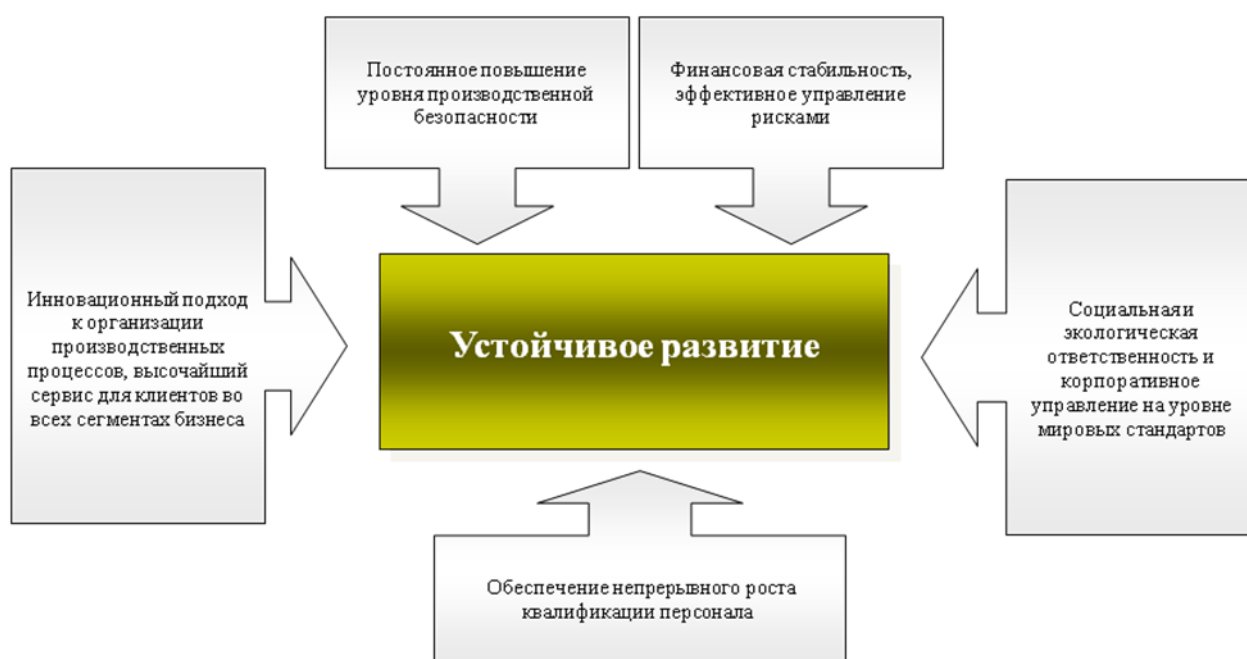 Постоянное повышение
уровня производственной
безопасности
Финансовая стабильность,
эффективное управление
рисками
Инновационный подход
к организации
производственных
процессов, высочайший
сервис для клиентов во
всех сегментах бизнеса
Устойчивое развитие
Социальная и
экологическая
ответственность и
корпоративное
управление на уровне
мировых стандартов
Обеспечение непрерывного роста
квалификации персонала